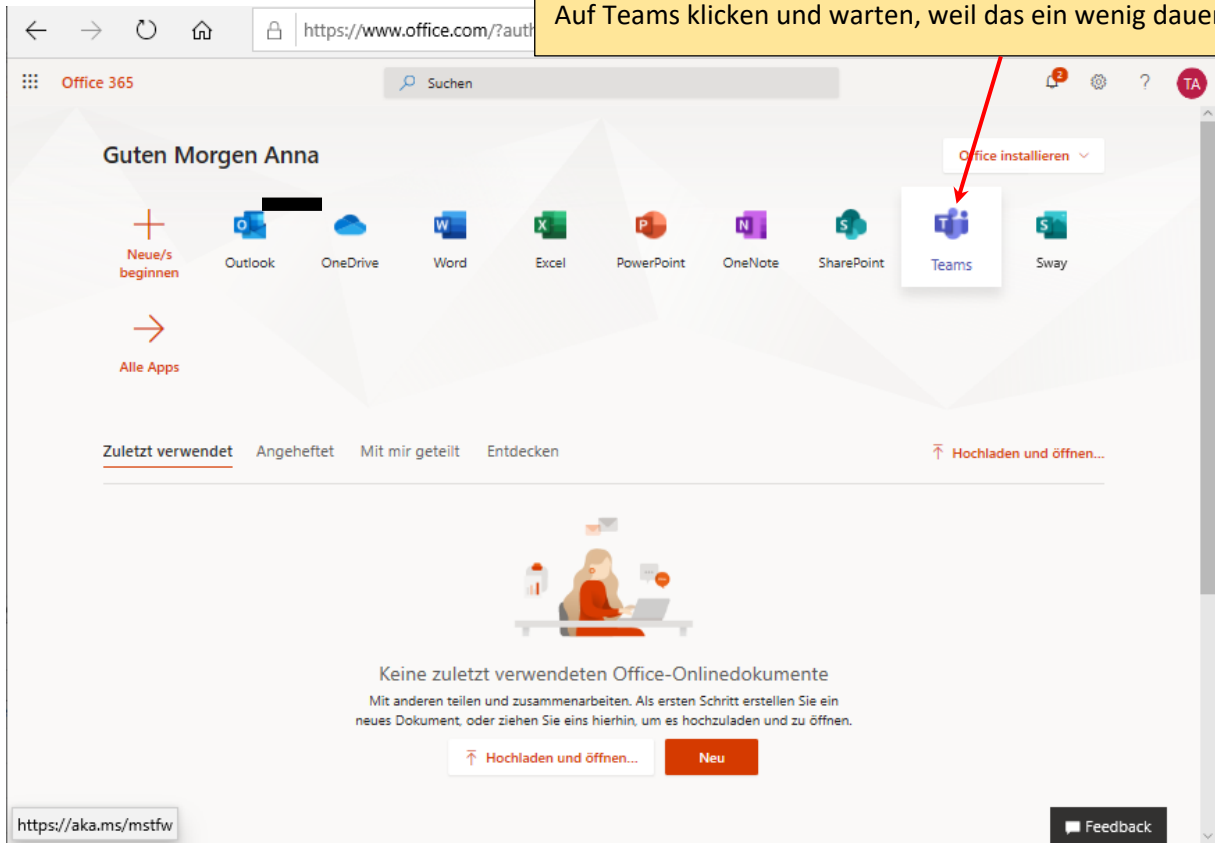 Auf Teams klicken und warten, weil das ein wenig dauer
https://www.office.com/?auth
Office 365
Suchen
2
?
TA
Guten Morgen Anna
Office installieren
Neue/s
beginnen
Outlook
OneDrive
Word
Excel
PowerPoint
OneNote
SharePoint
Teams
Sway
Alle Apps
Zuletzt verwendet Angeheftet Mit mir geteilt Entdecken
Hochladen und öffnen...
Keine zuletzt verwendeten Office-Onlinedokumente
Mit anderen teilen und zusammenarbeiten. Als ersten Schritt erstellen Sie ein
neues Dokument, oder ziehen Sie eins hierhin, um es hochzuladen und zu öffnen.
Hochladen und öffnen...
Neu
https://aka.ms/mstfw
Feedback